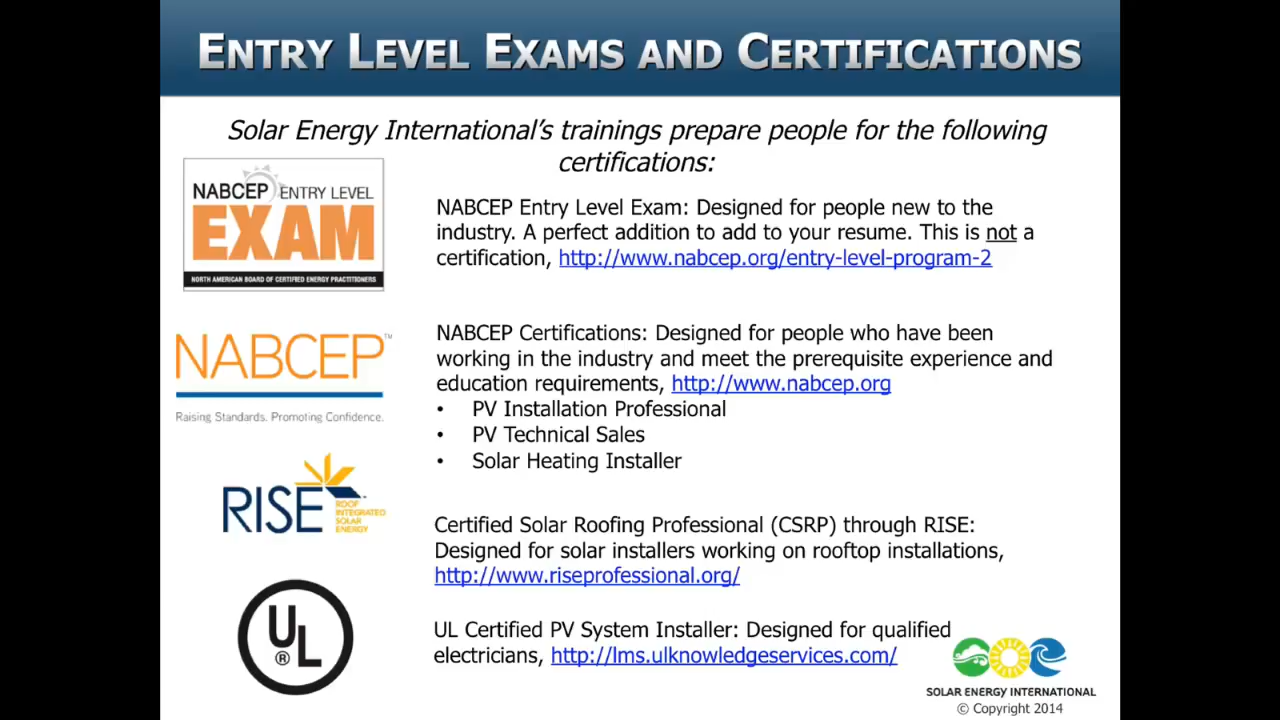 ENTRY LEVEL EXAMS AND CERTIFICATIONS
Solar Energy International's trainings prepare people for the following
certifications:
NABCEP ENTRY LEVEL
EXAM
NORTH AMERICAN BOARD OF CERTIFIED ENERGY PRACTITIONERS
NABCEP Entry Level Exam: Designed for people new to the
industry. A perfect addition to add to your resume. This is not a
certification, http://www.nabcep.org/entry-level-program-2
NABCEP™
Raising Standards. Promoting Confidence.
NABCEP Certifications: Designed for people who have been
working in the industry and meet the prerequisite experience and
education requirements, http://www.nabcep.org
• PV Installation Professional
• PV Technical Sales
• Solar Heating Installer
RISE
ROOF
INTEGRATED
SOLAR
ENERGY
Certified Solar Roofing Professional (CSRP) through RISE:
Designed for solar installers working on rooftop installations,
http://www.riseprofessional.org/
UL®
UL Certified PV System Installer: Designed for qualified
electricians, http://lms.ulknowledgeservices.com/
SOLAR ENERGY INTERNATIONAL
© Copyright 2014